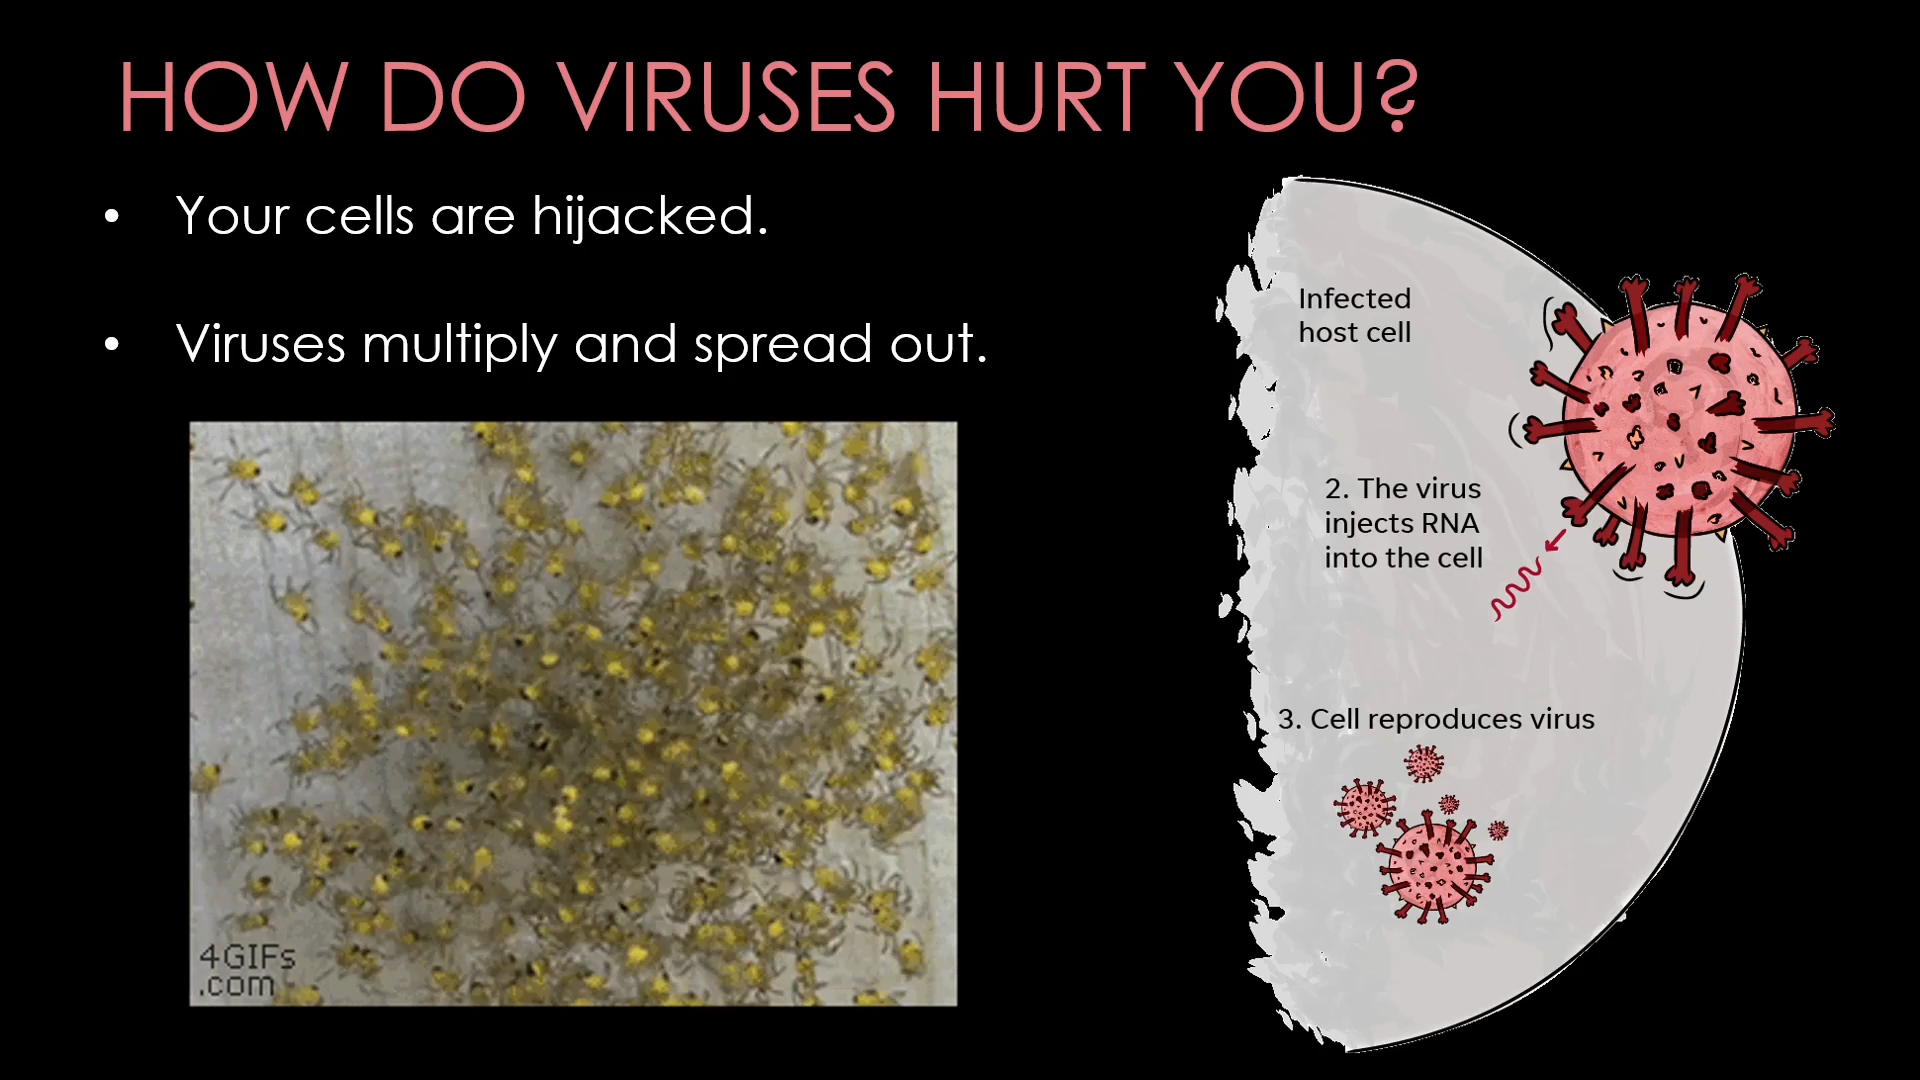 HOW DO VIRUSES HURT YOU?
• Your cells are hijacked.
• Viruses multiply and spread out.
4GIFs
.com
Infected
host cell
2. The virus
injects RNA
into the cell
3. Cell reproduces virus